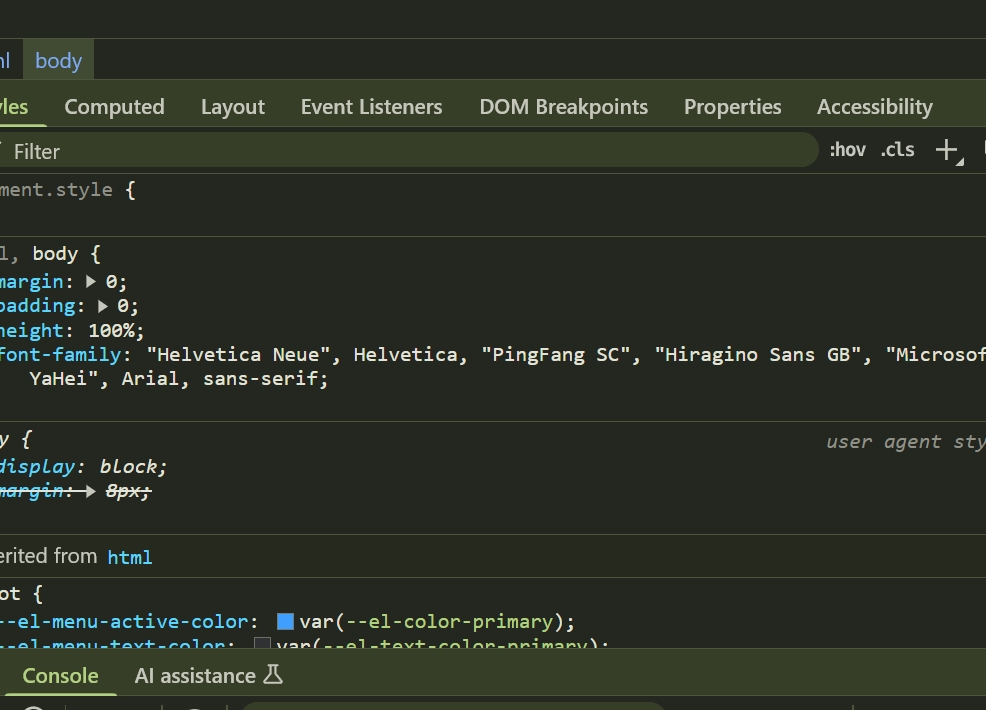 nl body
yles Computed Layout Event Listeners DOM Breakpoints Properties Accessibility
Filter :hov .cls
ment.style {
l, body {
margin: 0;
padding: 0;
height: 100%;
font-family: "Helvetica Neue", Helvetica, "PingFang SC", "Hiragino Sans GB", "Microsof
YaHei", Arial, sans-serif;
y { user agent sty
display: block;
margin: 8px;
erited from html
ot {
--el-menu-active-color: var(--el-color-primary);
--el-menu-text-color: var(--el-text-color-primary);
Console AI assistance